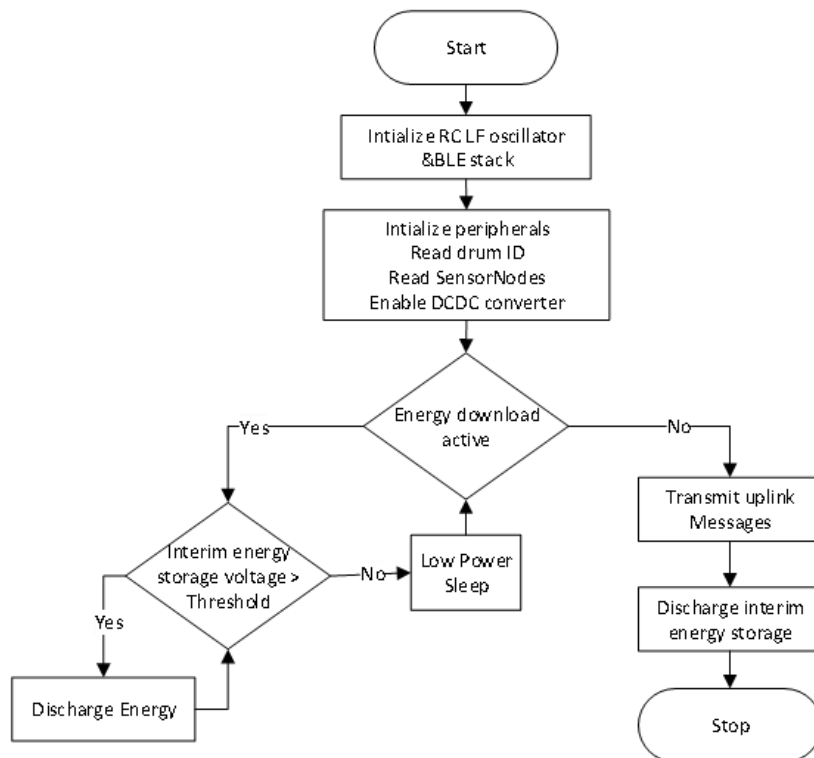 Start
Intialize RC LF oscillator
&BLE stack
Intialize peripherals
Read drum ID
Read SensorNodes
Enable DCDC converter
Energy download
active
Yes
No
Transmit uplink
Messages
Interim energy
storage voltage >
Threshold
No
Low Power
Sleep
Yes
Discharge interim
energy storage
Discharge Energy
Stop